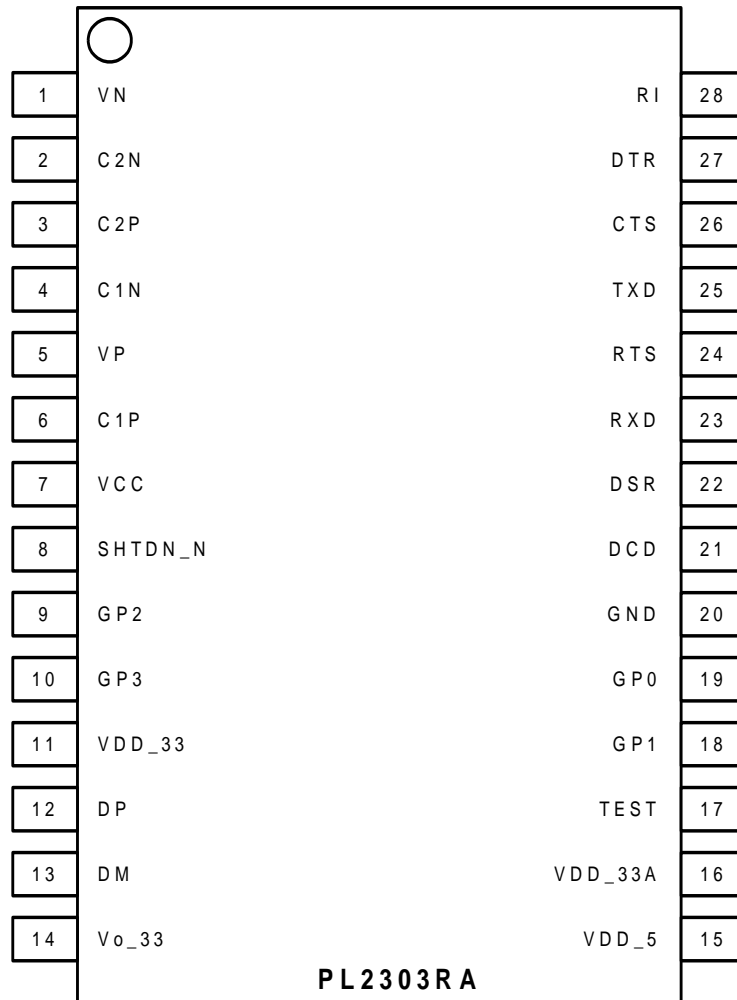 1 VN RI 28
2 C2N DTR 27
3 C2P CTS 26
4 C1N TXD 25
5 VP RTS 24
6 C1P RXD 23
7 VCC DSR 22
8 SHTDN_N DCD 21
9 GP2 GND 20
10 GP3 GP0 19
11 VDD_33 GP1 18
12 DP TEST 17
13 DM VDD_33A 16
14 Vo_33 VDD_5 15
PL2303RA